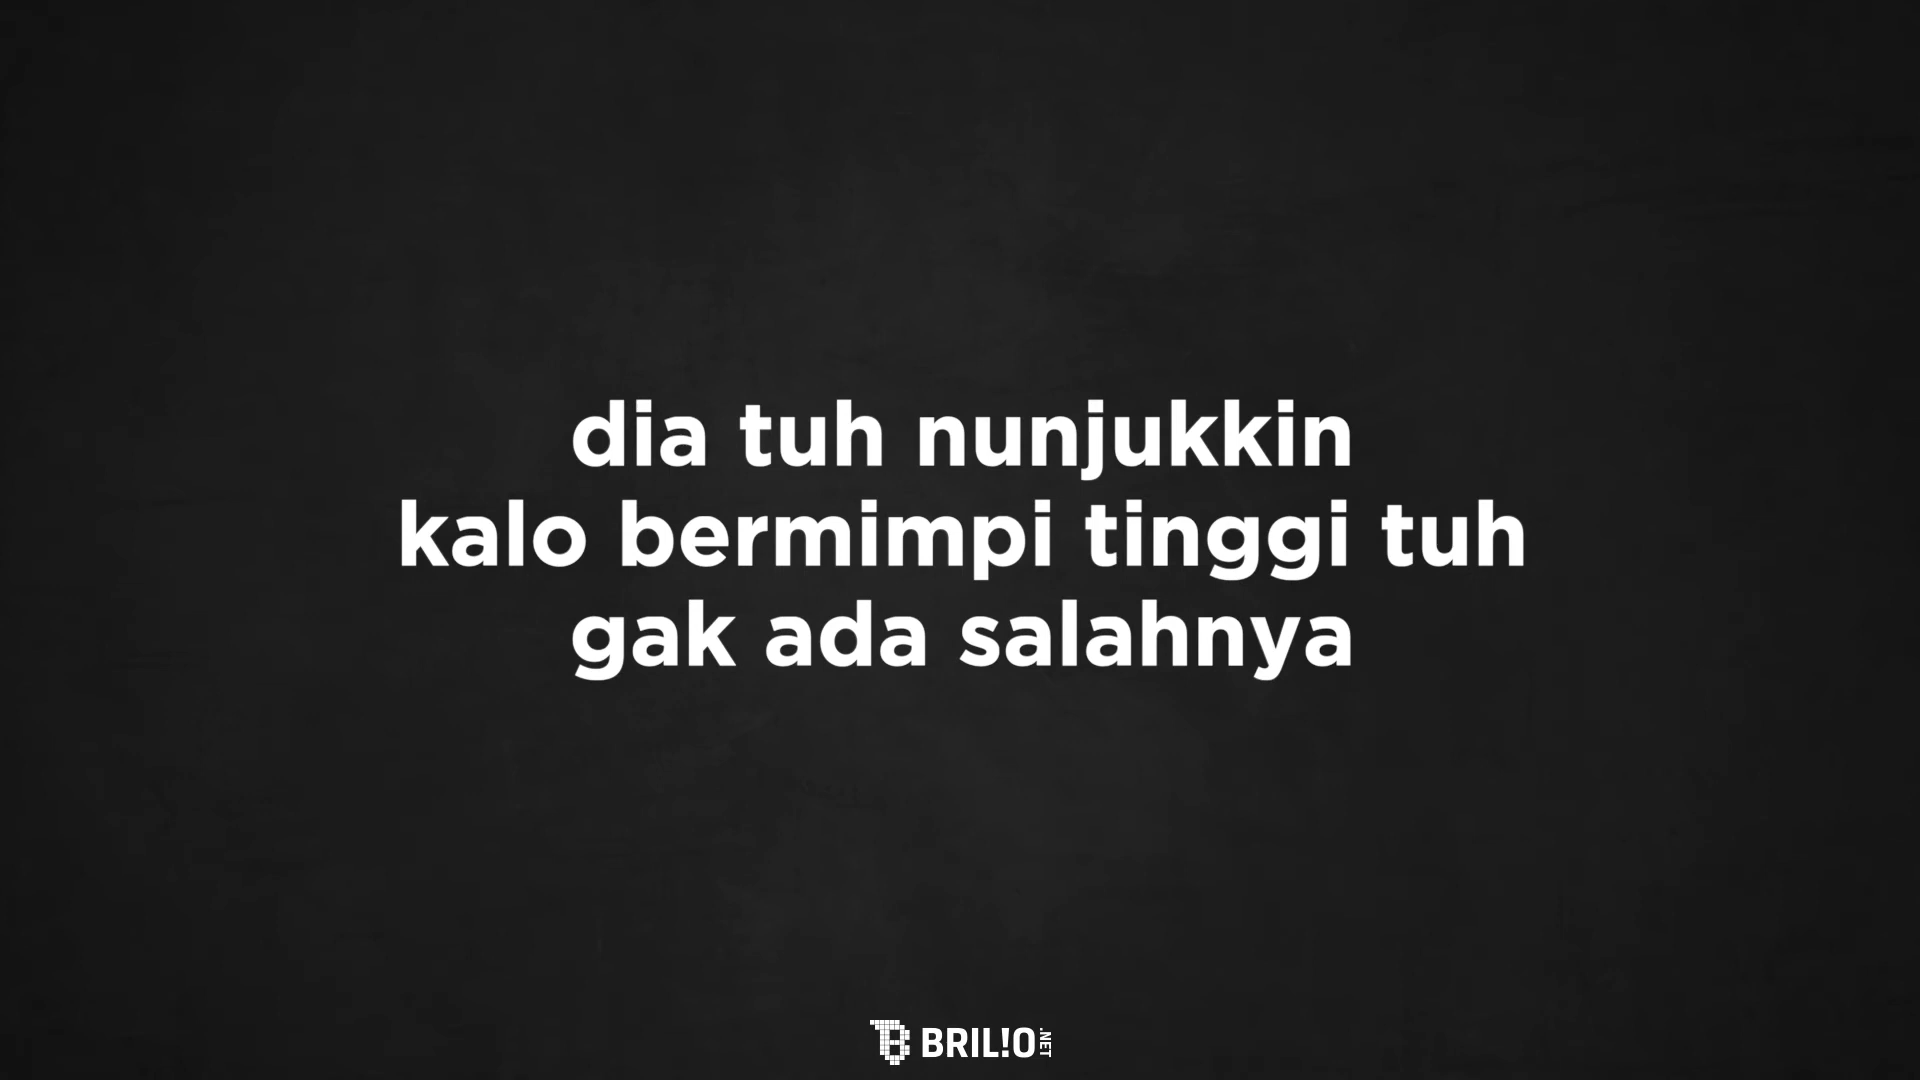 dia tuh nunjukkin
kalo bermimpi tinggi tuh
gak ada salahnya
BRIL!O.NET